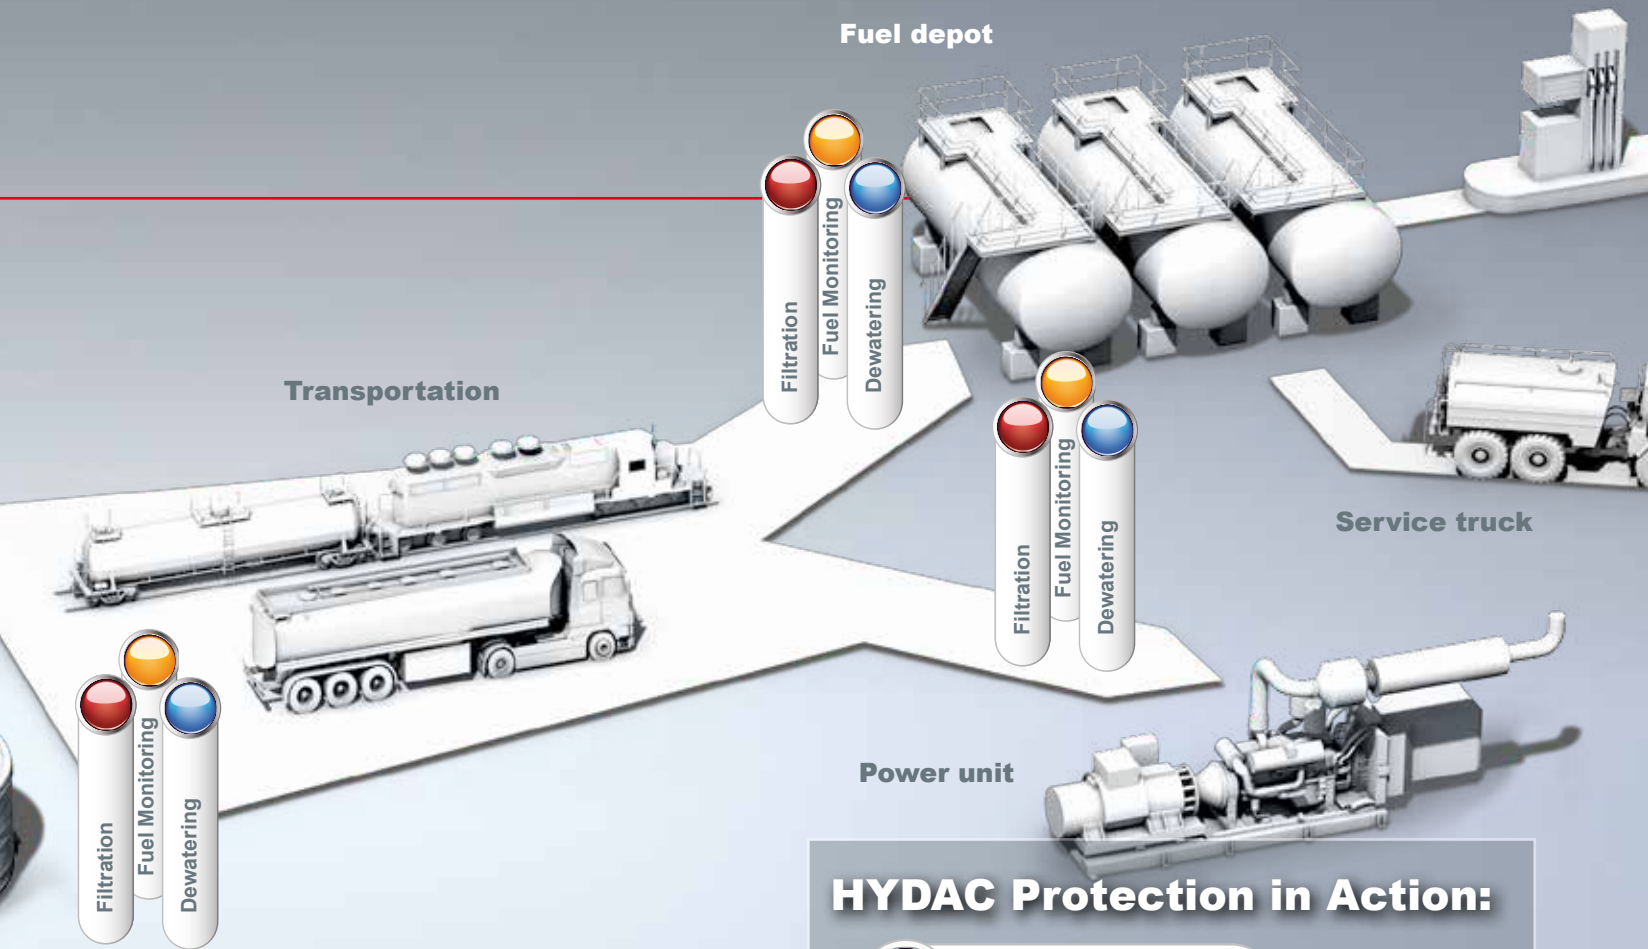 Fuel depot
Filtration
Fuel Monitoring
Dewatering
Transportation
Filtration
Fuel Monitoring
Dewatering
Service truck
Filtration
Fuel Monitoring
Dewatering
Power unit
HYDAC Protection in Action: